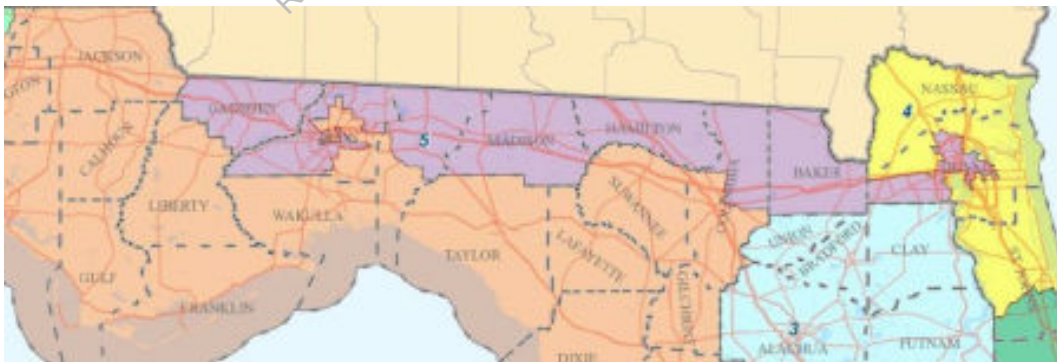 JACKSON
NASSAU
4
GADSDEN
5
MADISON
HAMILTON
CALHOUN
BAKER
LIBERTY
WAKULLA
SUWANNEE
UNION
BRADFORD
CLAY
TAYLOR
LAFAYETTE
GULF
GILCHRIST
FRANKLIN
3
ALACHUA
PUTNAM
DIXIE